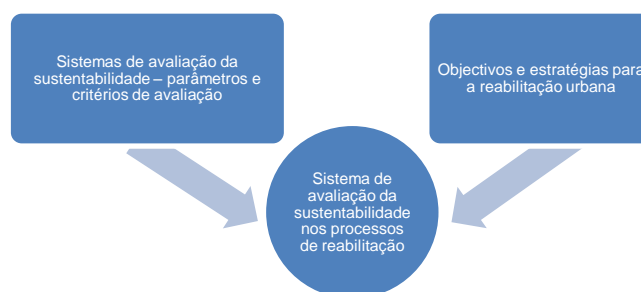 Sistemas de avaliação da
sustentabilidade – parâmetros e
critérios de avaliação
Objectivos e estratégias para
a reabilitação urbana
Sistema de
avaliação da
sustentabilidade
nos processos
de reabilitação